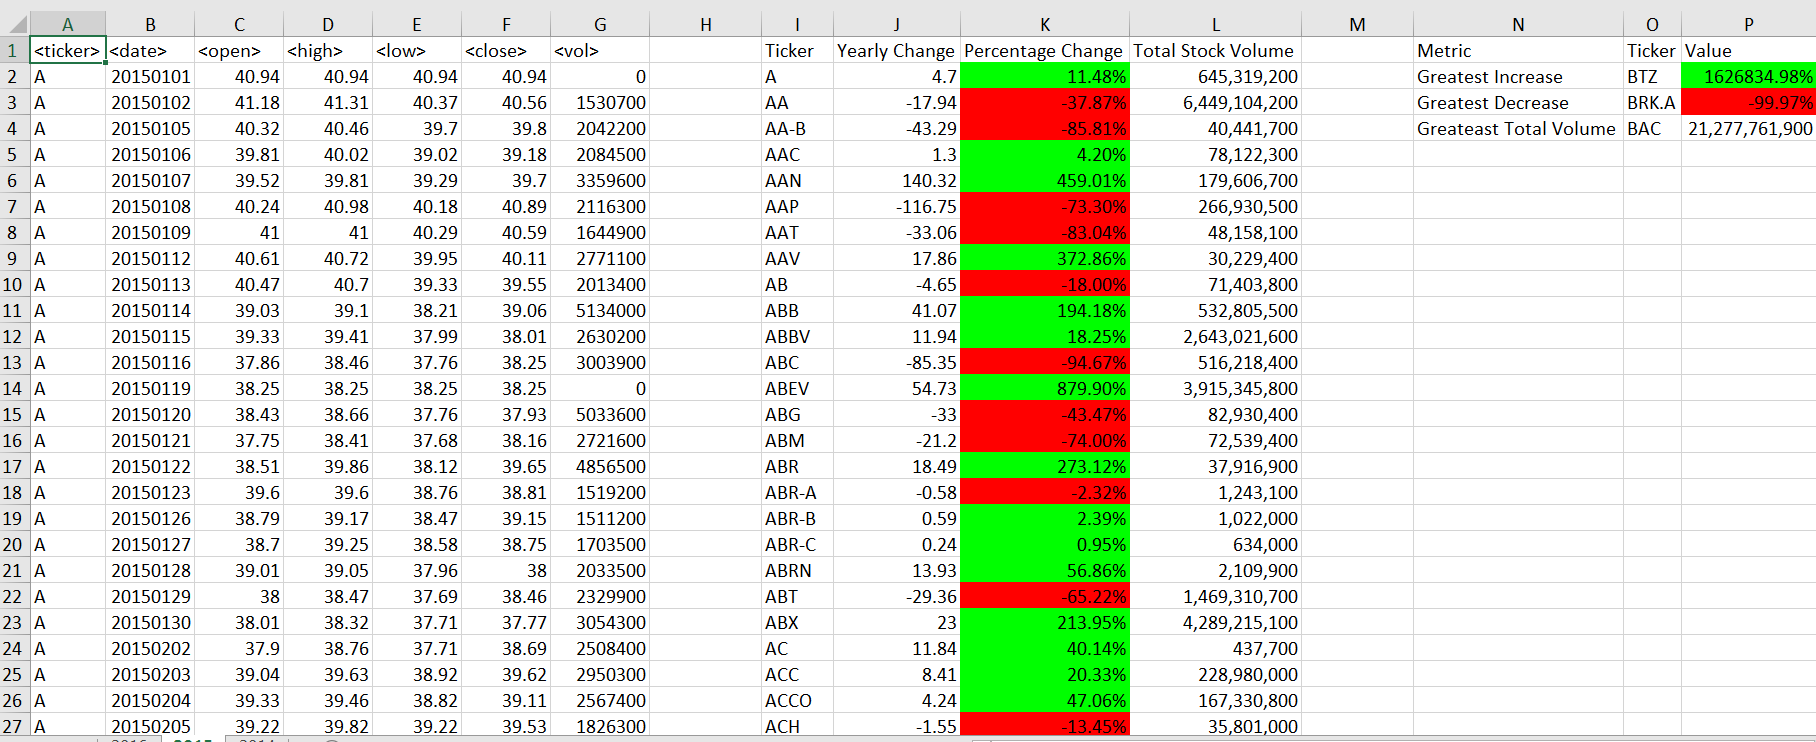 A B C D E F G H I J K L M N O P
1 <ticker> <date> <open> <high> <low> <close> <vol> Ticker Yearly Change Percentage Change Total Stock Volume Metric Ticker Value
2 A 20150101 40.94 40.94 40.94 40.94 0 A 4.7 11.48% 645,319,200 Greatest Increase BTZ 1626834.98%
3 A 20150102 41.18 41.31 40.37 40.56 1530700 AA -17.94 -37.87% 6,449,104,200 Greatest Decrease BRK.A -99.97%
4 A 20150105 40.32 40.46 39.7 39.8 2042200 AA-B -43.29 -85.81% 40,441,700 Greateast Total Volume BAC 21,277,761,900
5 A 20150106 39.81 40.02 39.02 39.18 2084500 AAC 1.3 4.20% 78,122,300
6 A 20150107 39.52 39.81 39.29 39.7 3359600 AAN 140.32 459.01% 179,606,700
7 A 20150108 40.24 40.98 40.18 40.89 2116300 AAP -116.75 -73.30% 266,930,500
8 A 20150109 41 41 40.29 40.59 1644900 AAT -33.06 -83.04% 48,158,100
9 A 20150112 40.61 40.72 39.95 40.11 2771100 AAV 17.86 372.86% 30,229,400
10 A 20150113 40.47 40.7 39.33 39.55 2013400 AB -4.65 -18.00% 71,403,800
11 A 20150114 39.03 39.1 38.21 39.06 5134000 ABB 41.07 194.18% 532,805,500
12 A 20150115 39.33 39.41 37.99 38.01 2630200 ABBV 11.94 18.25% 2,643,021,600
13 A 20150116 37.86 38.46 37.76 38.25 3003900 ABC -85.35 -94.67% 516,218,400
14 A 20150119 38.25 38.25 38.25 38.25 0 ABEV 54.73 879.90% 3,915,345,800
15 A 20150120 38.43 38.66 37.76 37.93 5033600 ABG -33 -43.47% 82,930,400
16 A 20150121 37.75 38.41 37.68 38.16 2721600 ABM -21.2 -74.00% 72,539,400
17 A 20150122 38.51 39.86 38.12 39.65 4856500 ABR 18.49 273.12% 37,916,900
18 A 20150123 39.6 39.6 38.76 38.81 1519200 ABR-A -0.58 -2.32% 1,243,100
19 A 20150126 38.79 39.17 38.47 39.15 1511200 ABR-B 0.59 2.39% 1,022,000
20 A 20150127 38.7 39.25 38.58 38.75 1703500 ABR-C 0.24 0.95% 634,000
21 A 20150128 39.01 39.05 37.96 38 2033500 ABRN 13.93 56.86% 2,109,900
22 A 20150129 38 38.47 37.69 38.46 2329900 ABT -29.36 -65.22% 1,469,310,700
23 A 20150130 38.01 38.32 37.71 37.77 3054300 ABX 23 213.95% 4,289,215,100
24 A 20150202 37.9 38.76 37.71 38.69 2508400 AC 11.84 40.14% 437,700
25 A 20150203 39.04 39.63 38.92 39.62 2950300 ACC 8.41 20.33% 228,980,000
26 A 20150204 39.33 39.46 38.82 39.11 2567400 ACCO 4.24 47.06% 167,330,800
27 A 20150205 39.22 39.82 39.22 39.53 1826300 ACH -1.55 -13.45% 35,801,000